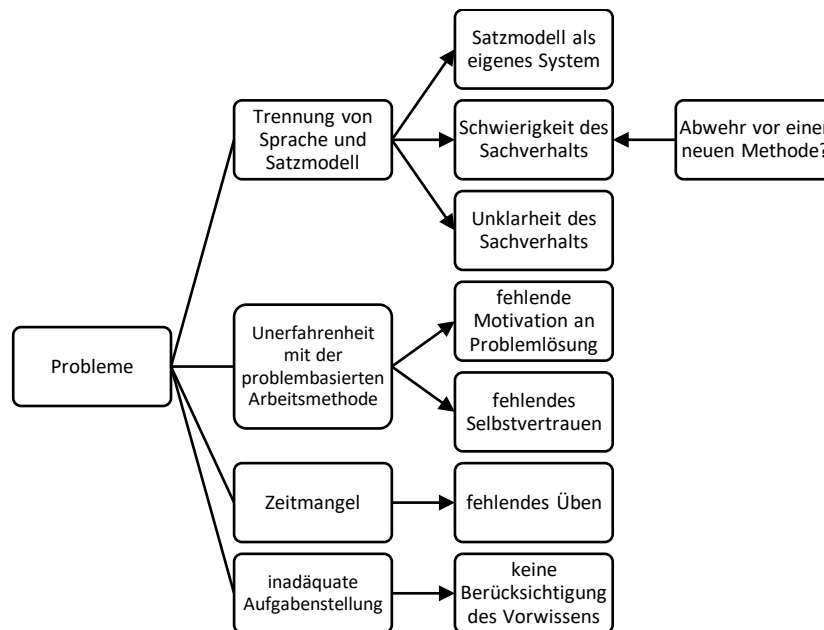 Satzmodell als
eigenes System
Trennung von
Sprache und
Satzmodell
Schwierigkeit des
Sachverhalts
Abwehr vor einer
neuen Methode?
Unklarheit des
Sachverhalts
Probleme
Unerfahrenheit
mit der
problembasierten
Arbeitsmethode
fehlende
Motivation an
Problemlösung
fehlendes
Selbstvertrauen
Zeitmangel
fehlendes Üben
inadäquate
Aufgabenstellung
keine
Berücksichtigung
des Vorwissens